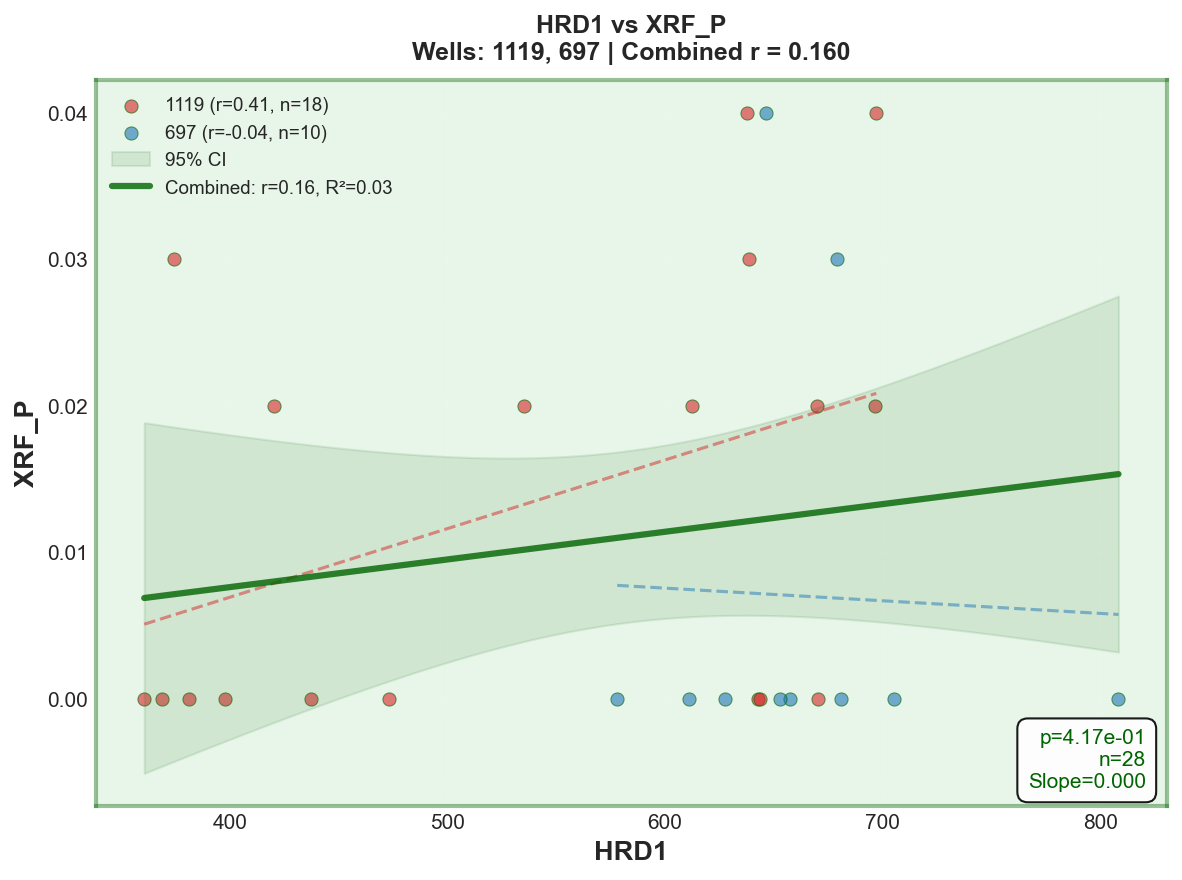 HRD1 vs XRF_P
Wells: 1119, 697 | Combined r = 0.160
1119 (r=0.41, n=18)
697 (r=-0.04, n=10)
95% CI
Combined: r=0.16, R²=0.03
0.04
0.03
0.02
0.01
0.00
XRF_P
p=4.17e-01
n=28
Slope=0.000
400
500
600
700
800
HRD1